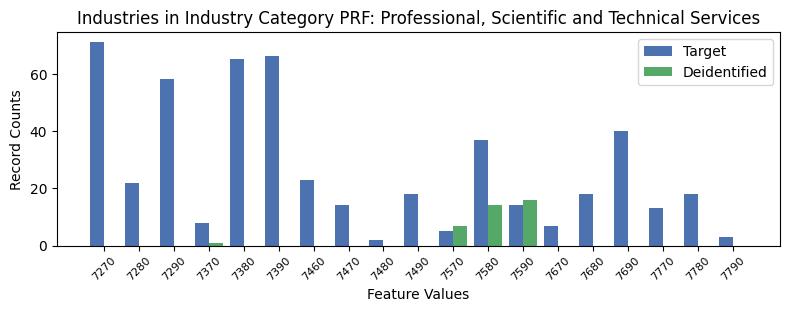 Industries in Industry Category PRF: Professional, Scientific and Technical Services
Target
Deidentified
Record Counts
60
40
20
0
7270 7280 7290 7370 7380 7390 7460 7470 7480 7490 7570 7580 7590 7670 7680 7690 7770 7780 7790
Feature Values